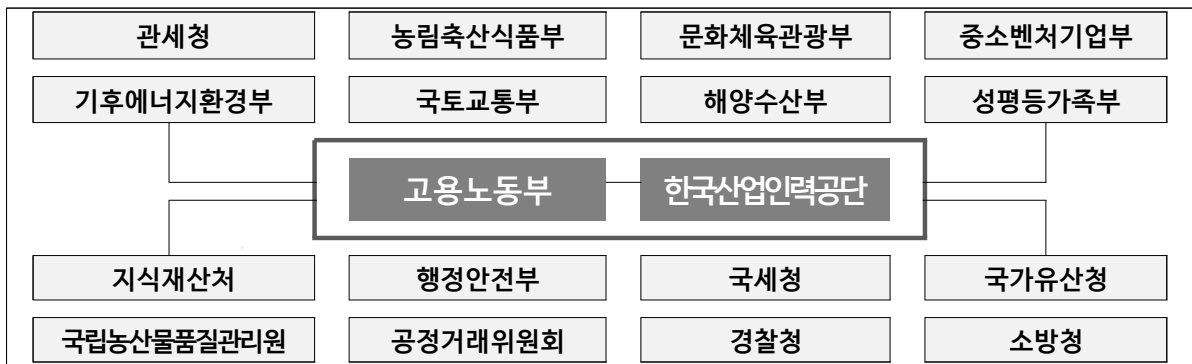 관세청 농림축산식품부 문화체육관광부 중소벤처기업부
기후에너지환경부 국토교통부 해양수산부 성평등가족부
고용노동부 한국산업인력공단
지식재산처 행정안전부 국세청 국가유산청
국립농산물품질관리원 공정거래위원회 경찰청 소방청